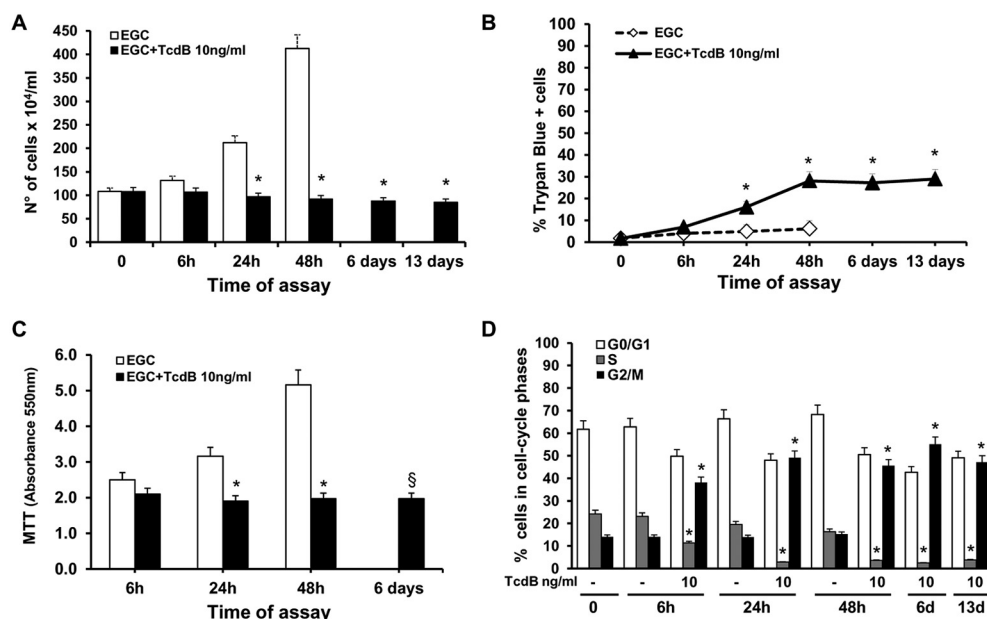 A
EGC
EGC+TcdB 10ng/ml
N° of cells x 10⁴/ml
450
400
350
300
250
200
150
100
50
0
* * * *
0 6h 24h 48h 6 days 13 days
Time of assay
B
EGC
EGC+TcdB 10ng/ml
% Trypan Blue + cells
100
90
80
70
60
50
40
30
20
10
0
* * * *
0 6h 24h 48h 6 days 13 days
Time of assay
C
EGC
EGC+TcdB 10ng/ml
MTT (Absorbance 550nm)
6.0
5.0
4.0
3.0
2.0
1.0
0.0
* * §
6h 24h 48h 6 days
Time of assay
D
G0/G1
S
G2/M
% cells in cell-cycle phases
100
90
80
70
60
50
40
30
20
10
0
* * * * *
* * * * *
TcdB ng/ml - - 10 - 10 - 10 10 10
0 6h 24h 48h 6d 13d